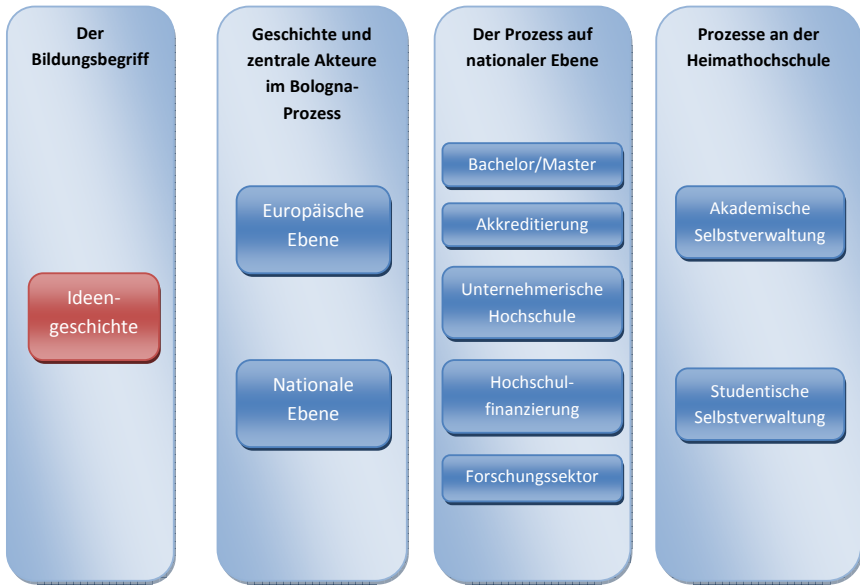 Der
Bildungsbegriff
Ideen-
geschichte
Geschichte und
zentrale Akteure
im Bologna-
Prozess
Europäische
Ebene
Nationale
Ebene
Der Prozess auf
nationaler Ebene
Bachelor/Master
Akkreditierung
Unternehmerische
Hochschule
Hochschul-
finanzierung
Forschungssektor
Prozesse an der
Heimathochschule
Akademische
Selbstverwaltung
Studentische
Selbstverwaltung